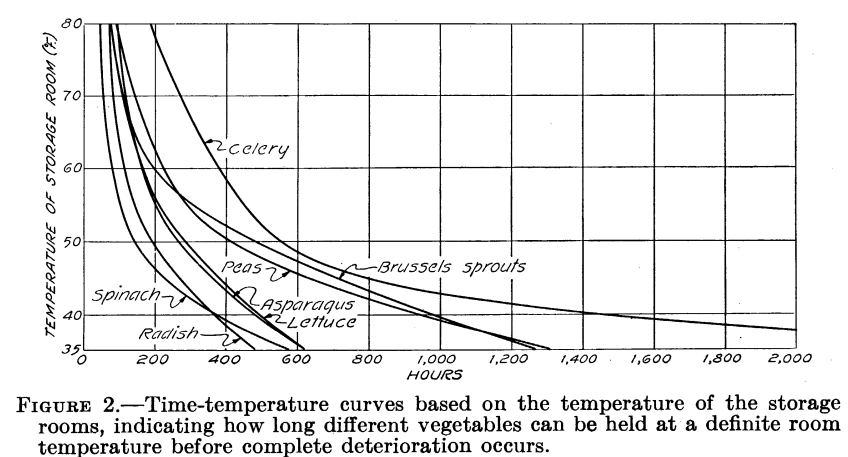 80
70
60
50
40
35
TEMPERATURE OF STORAGE ROOM (°F.)
Celery
Peas
Brussels sprouts
Spinach
Asparagus
Lettuce
Radish
0 200 400 600 800 1,000 1,200 1,400 1,600 1,800 2,000
HOURS
FIGURE 2.—Time-temperature curves based on the temperature of the storage
rooms, indicating how long different vegetables can be held at a definite room
temperature before complete deterioration occurs.